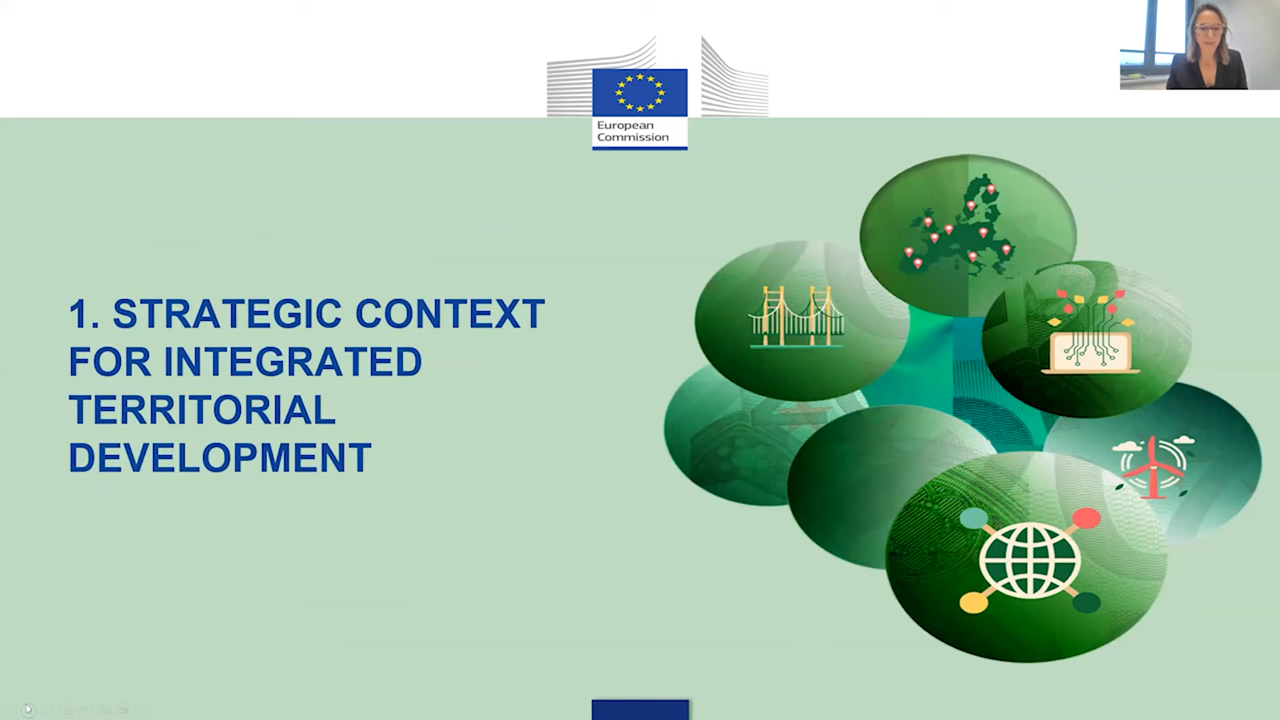 European
Commission
1. STRATEGIC CONTEXT
FOR INTEGRATED
TERRITORIAL
DEVELOPMENT